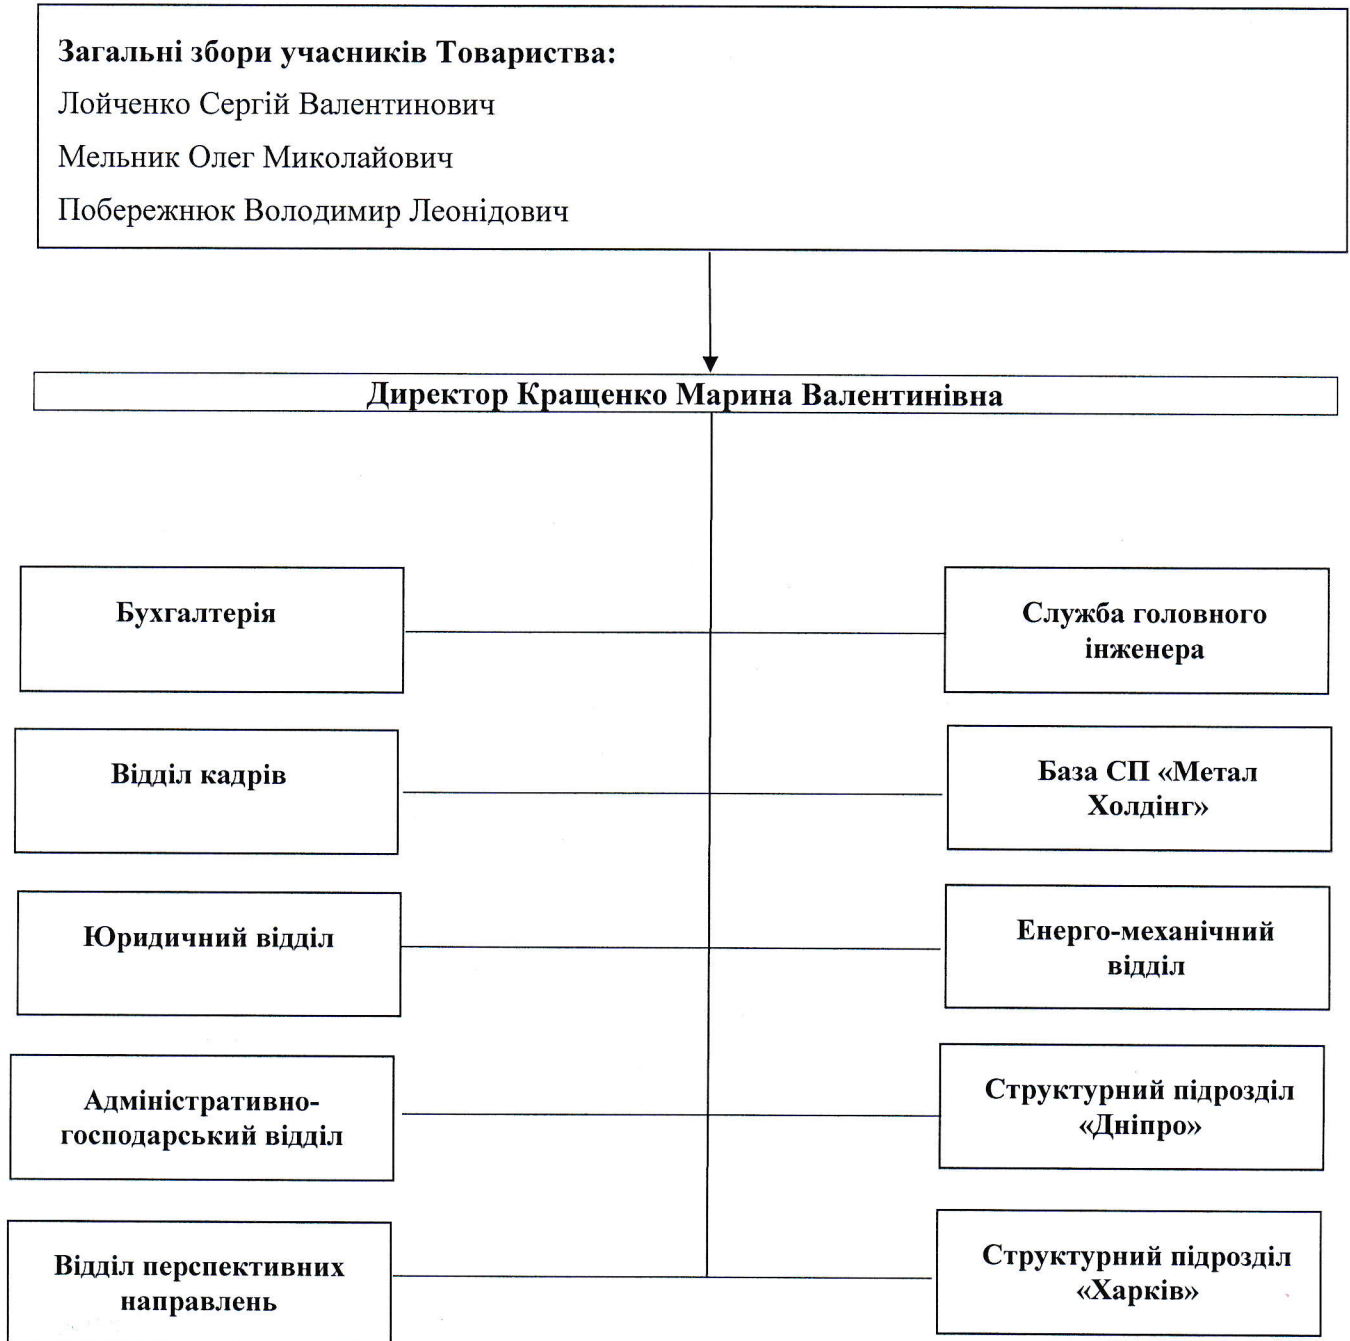 Загальні збори учасників Товариства:
Лойченко Сергій Валентинович
Мельник Олег Миколайович
Побережнюк Володимир Леонідович
Директор Кращенко Марина Валентинівна
Бухгалтерія
Служба головного
інженера
Відділ кадрів
База СП «Метал
Холдінг»
Юридичний відділ
Енерго-механічний
відділ
Адміністративно-
господарський відділ
Структурний підрозділ
«Дніпро»
Відділ перспективних
направлень
Структурний підрозділ
«Харків»